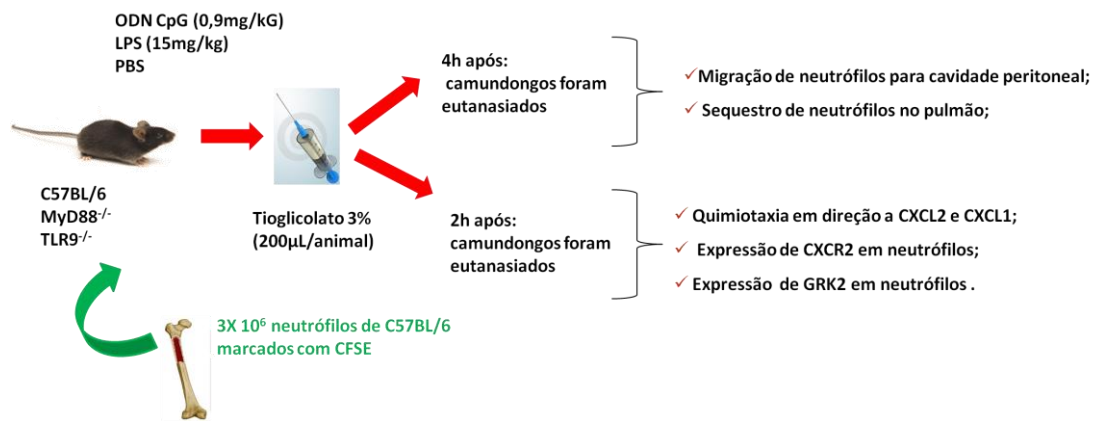 ODN CpG (0,9mg/kG)
LPS (15mg/kg)
PBS
C57BL/6
MyD88-/-
TLR9-/-
Tioglicolato 3%
(200µL/animal)
4h após:
camundongos foram
eutanasiados
Migração de neutrófilos para cavidade peritoneal;
Sequestro de neutrófilos no pulmão;
2h após:
camundongos foram
eutanasiados
Quimiotaxia em direção a CXCL2 e CXCL1;
Expressão de CXCR2 em neutrófilos;
Expressão de GRK2 em neutrófilos .
3X 10⁶ neutrófilos de C57BL/6
marcados com CFSE